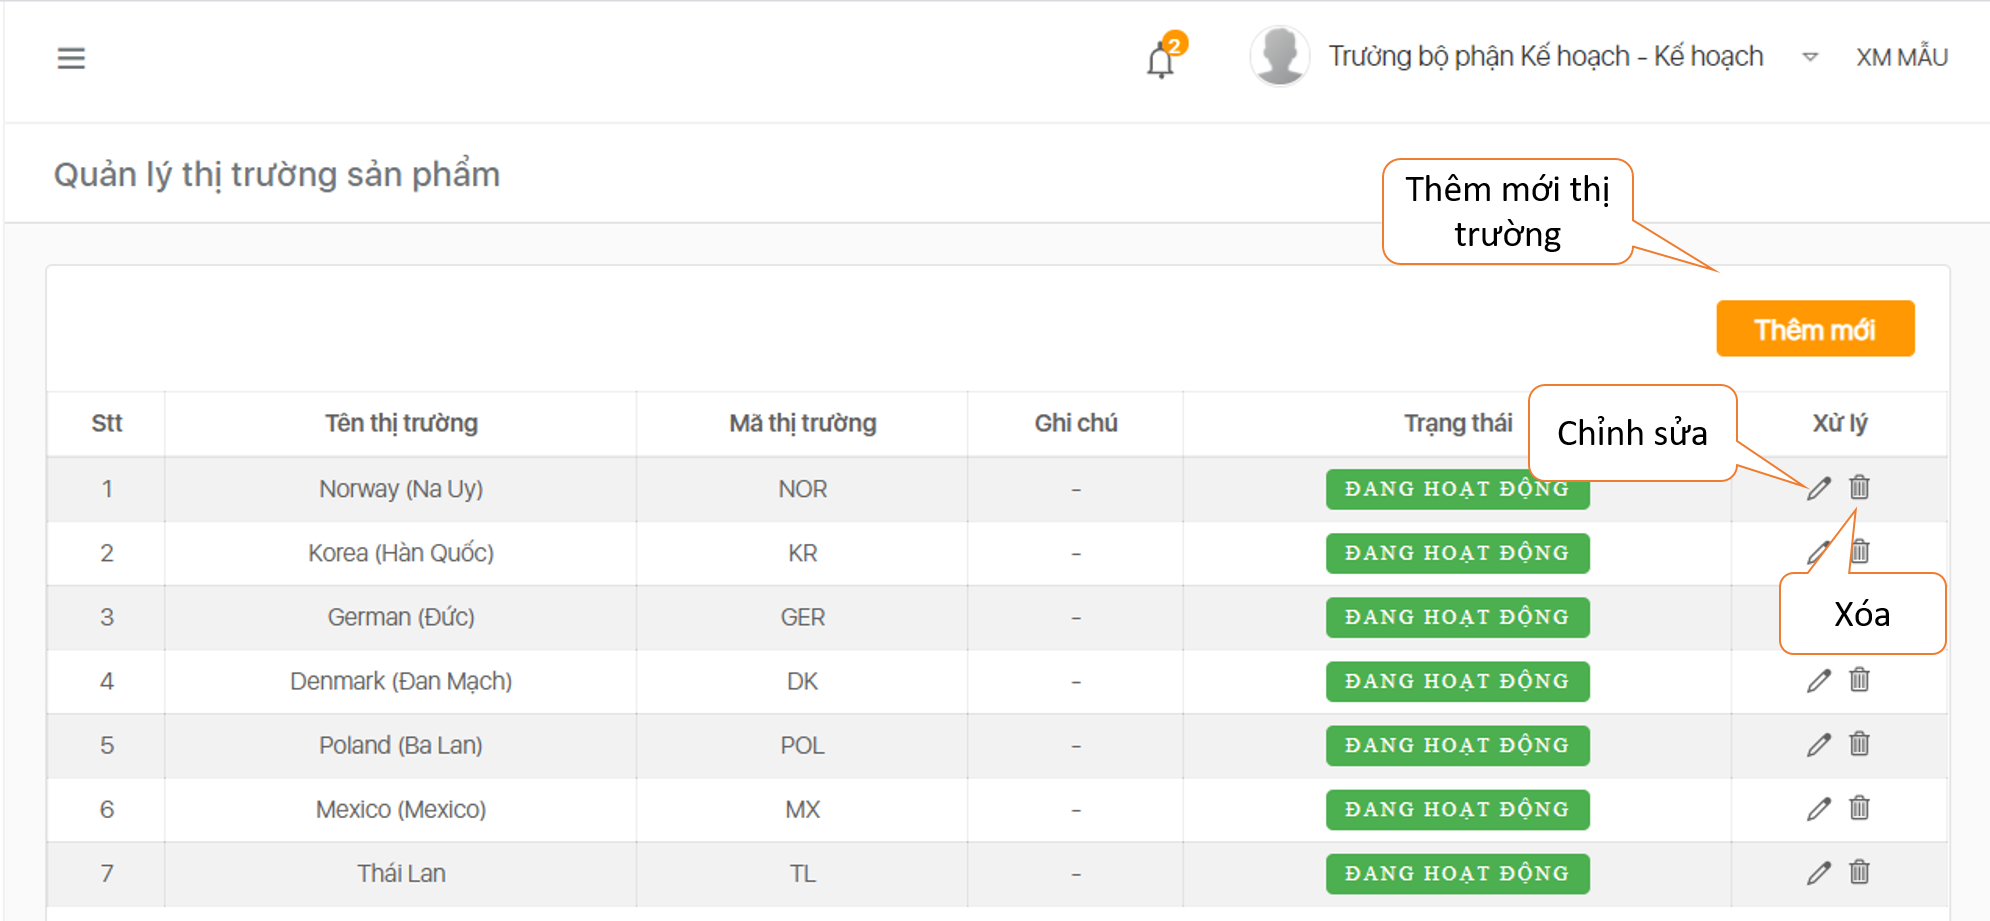 2
Trưởng bộ phận Kế hoạch - Kế hoạch
XM MẪU
Quản lý thị trường sản phẩm
Thêm mới thị
trường
Thêm mới
Stt Tên thị trường Mã thị trường Ghi chú Trạng thái Xử lý
Chỉnh sửa
1 Norway (Na Uy) NOR - ĐANG HOẠT ĐỘNG
2 Korea (Hàn Quốc) KR - ĐANG HOẠT ĐỘNG
3 German (Đức) GER - ĐANG HOẠT ĐỘNG
Xóa
4 Denmark (Đan Mạch) DK - ĐANG HOẠT ĐỘNG
5 Poland (Ba Lan) POL - ĐANG HOẠT ĐỘNG
6 Mexico (Mexico) MX - ĐANG HOẠT ĐỘNG
7 Thái Lan TL - ĐANG HOẠT ĐỘNG